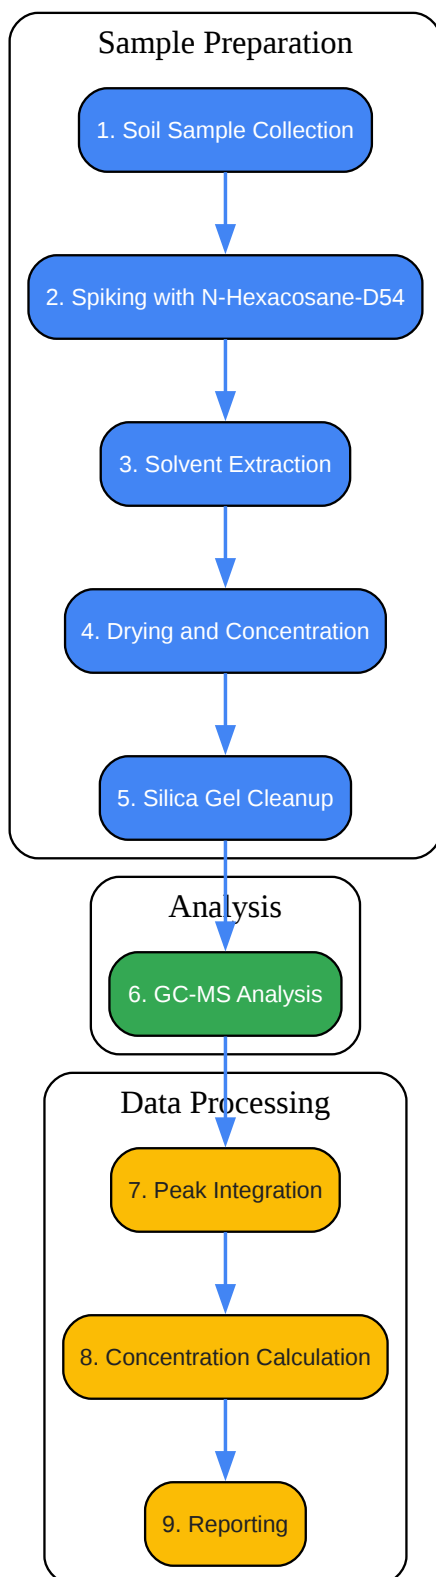 Sample Preparation
1. Soil Sample Collection
2. Spiking with N-Hexacosane-D54
3. Solvent Extraction
4. Drying and Concentration
5. Silica Gel Cleanup
Analysis
6. GC-MS Analysis
Data Processing
7. Peak Integration
8. Concentration Calculation
9. Reporting